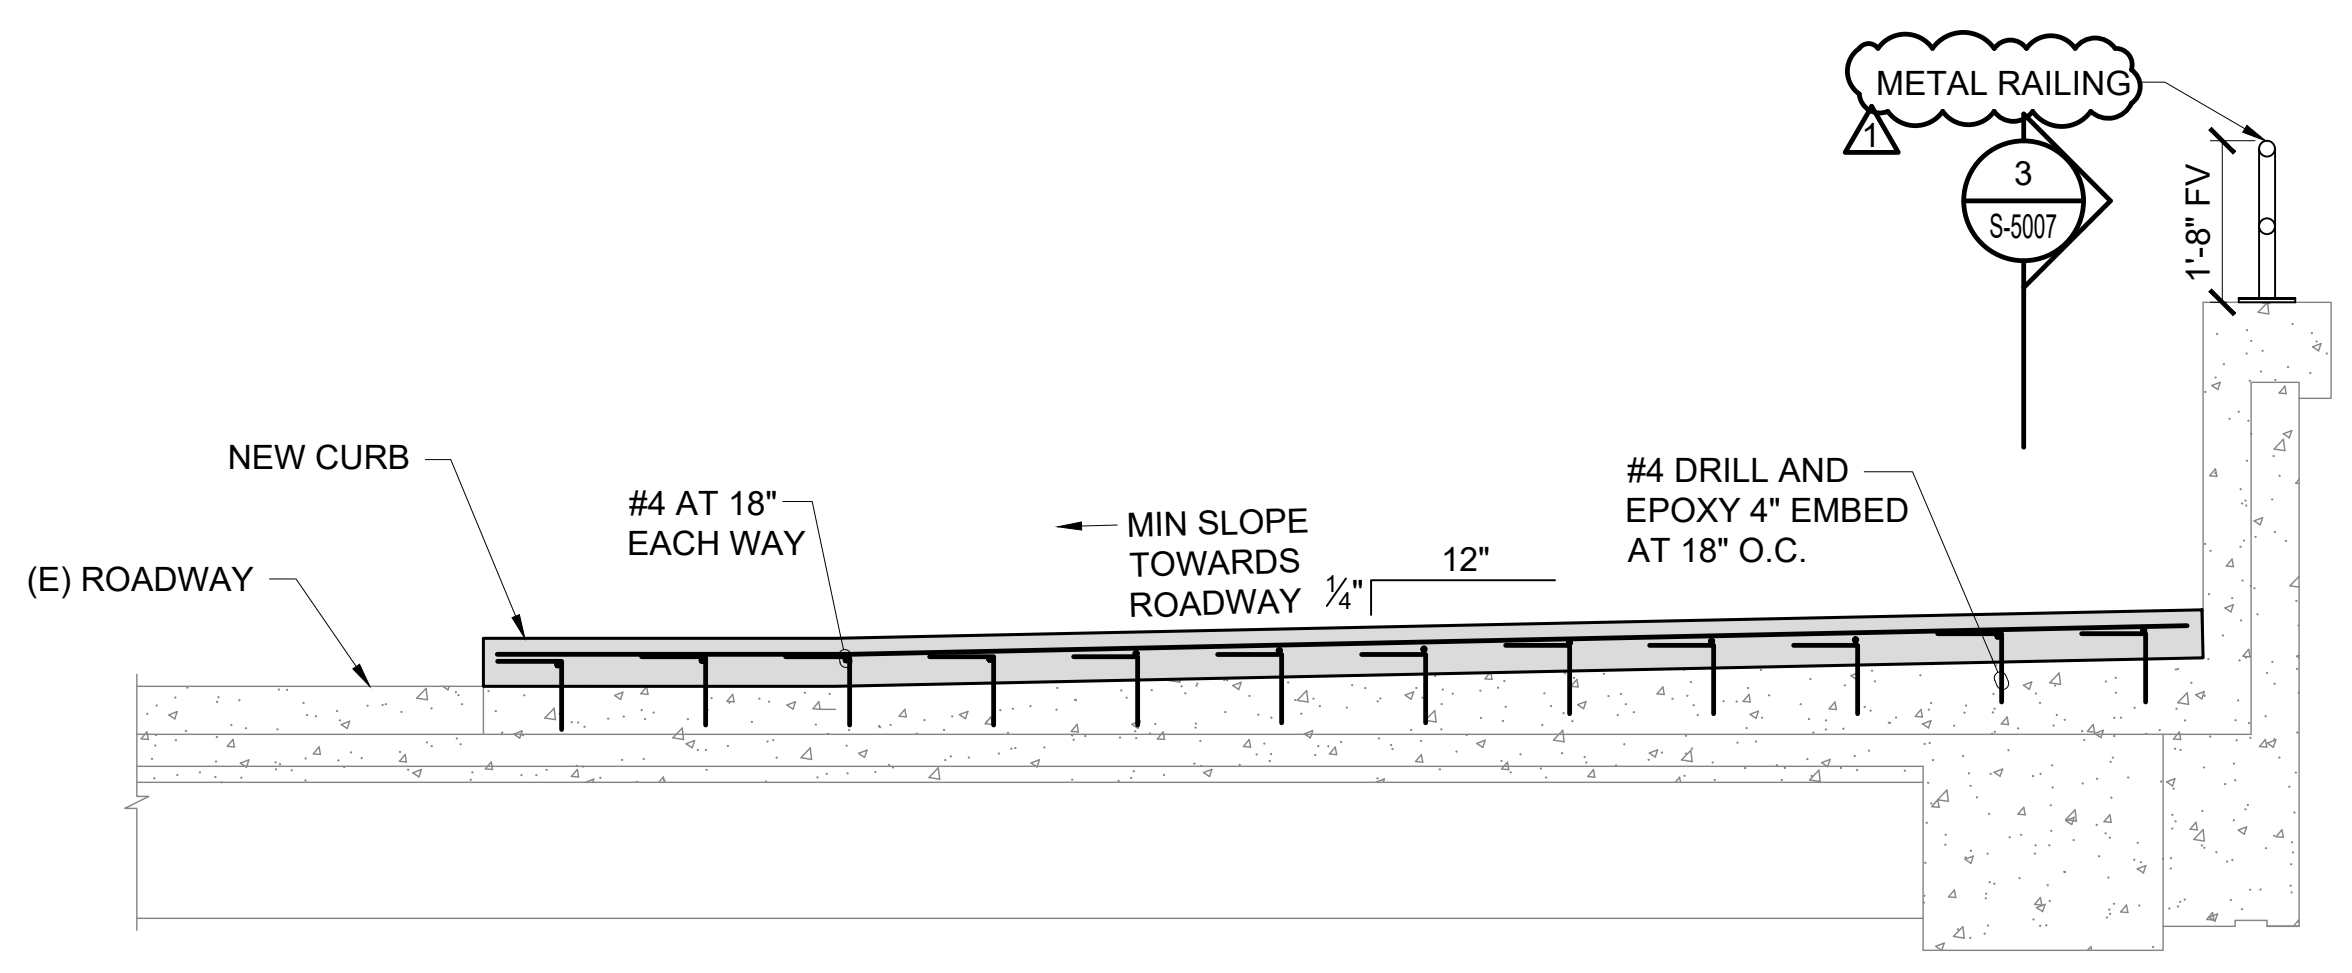 METAL RAILING
1
3
S-5007
1'-8" FV
NEW CURB
#4 AT 18"
EACH WAY
(E) ROADWAY
MIN SLOPE
TOWARDS
ROADWAY
1/4"
12"
#4 DRILL AND
EPOXY 4" EMBED
AT 18" O.C.